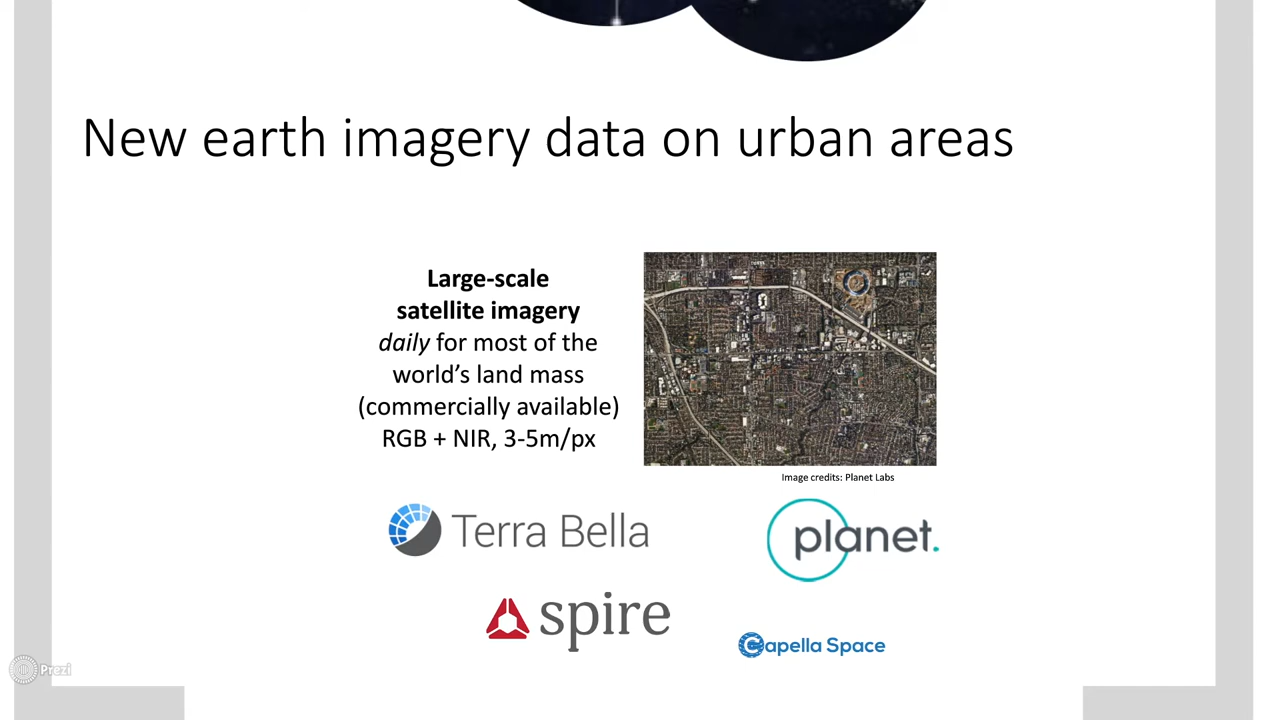 New earth imagery data on urban areas
Large-scale
satellite imagery
daily for most of the
world's land mass
(commercially available)
RGB + NIR, 3-5m/px
Image credits: Planet Labs
Terra Bella
planet.
spire
Capella Space
Prezi